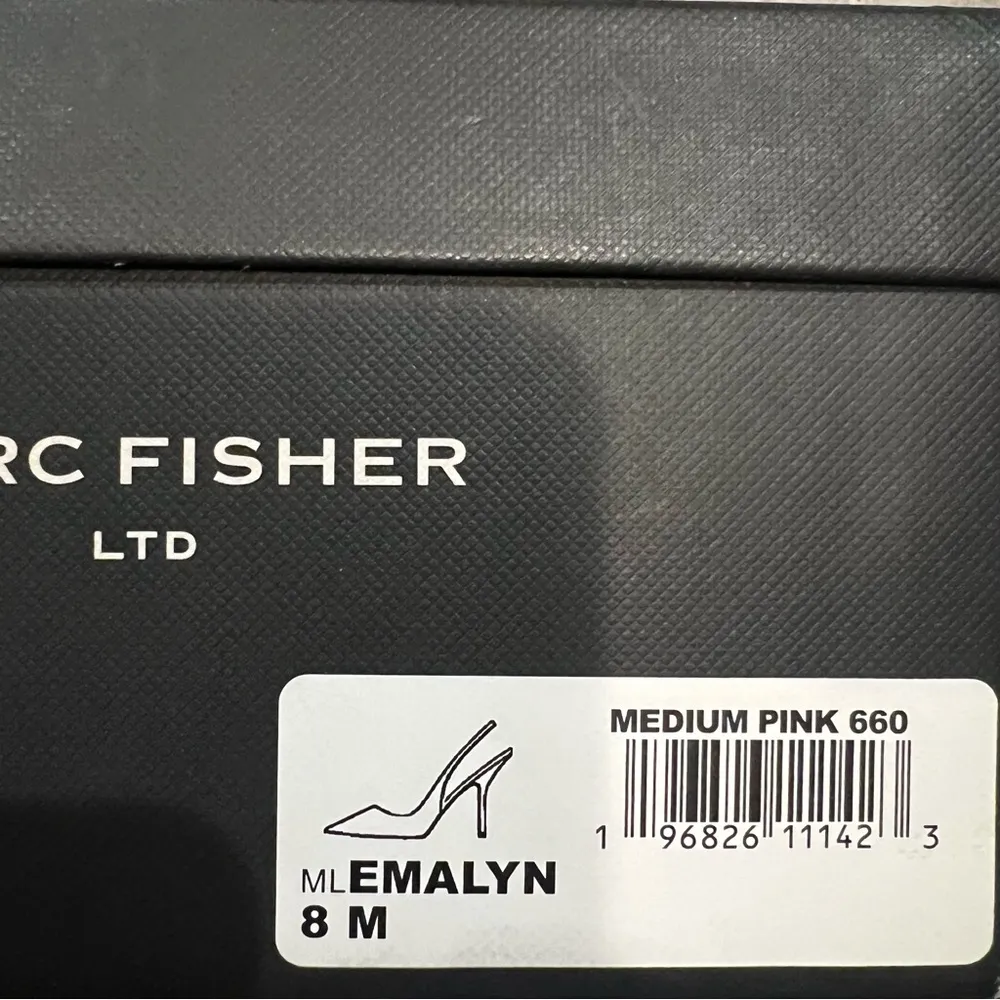 RC FISHER
LTD
MEDIUM PINK 660
1 96826 11142 3
MLEMALYN
8 M